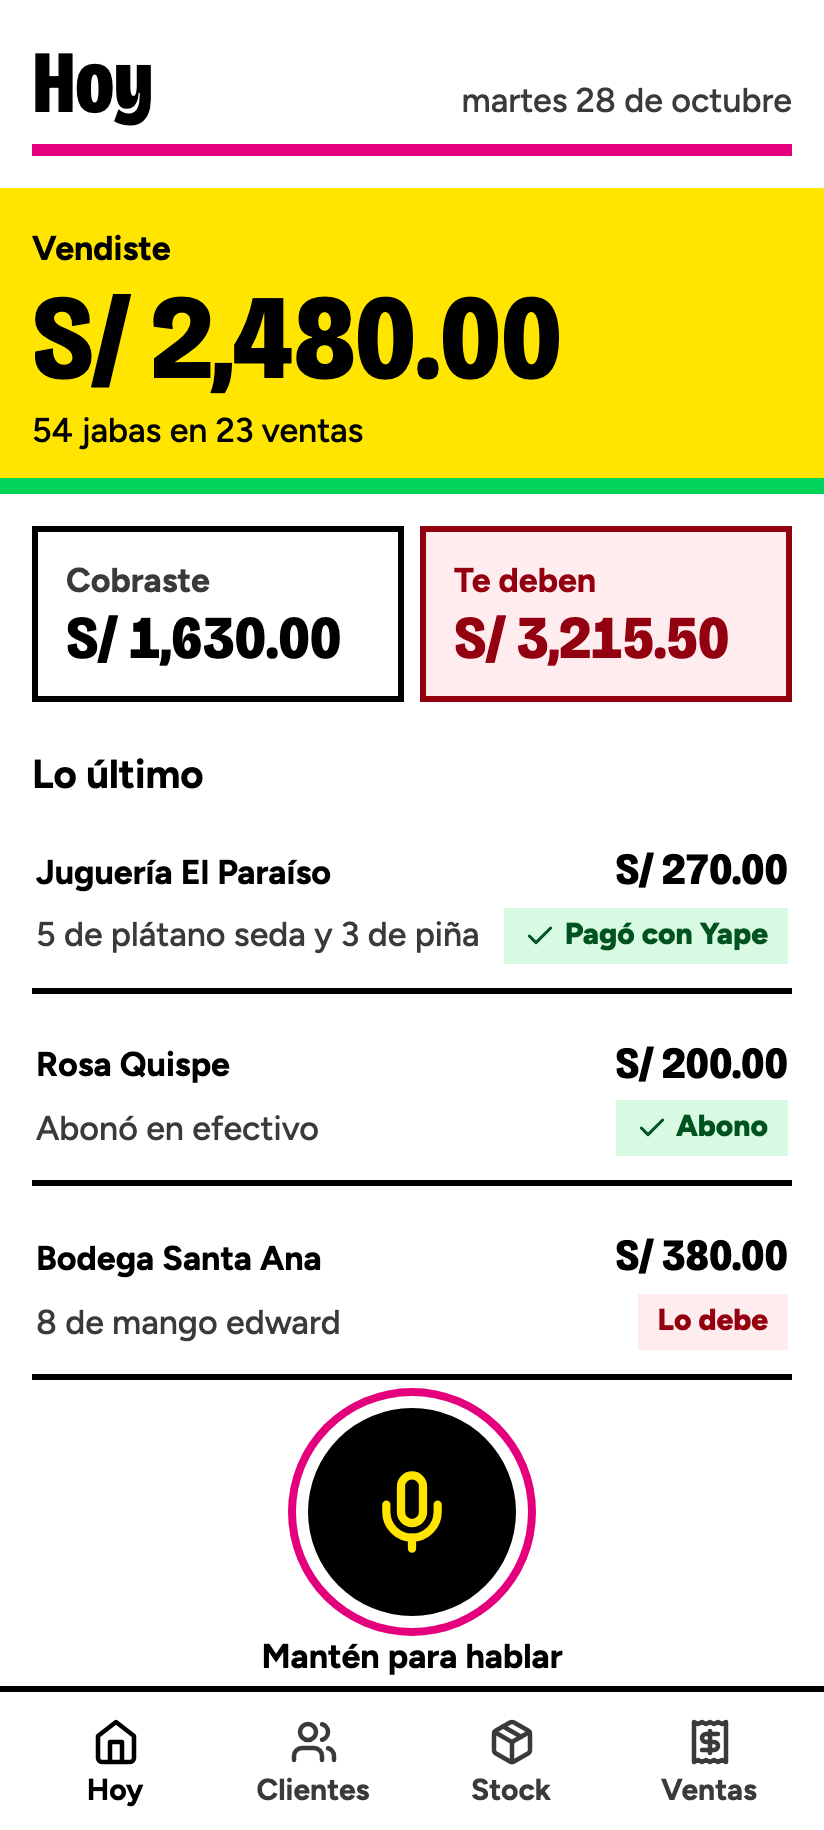 Hoy
martes 28 de octubre
Vendiste
S/ 2,480.00
54 jabas en 23 ventas
Cobraste
S/ 1,630.00
Te deben
S/ 3,215.50
Lo último
Juguería El Paraíso
S/ 270.00
5 de plátano seda y 3 de piña
Pagó con Yape
Rosa Quispe
S/ 200.00
Abonó en efectivo
Abono
Bodega Santa Ana
S/ 380.00
8 de mango edward
Lo debe
Mantén para hablar
Hoy
Clientes
Stock
Ventas